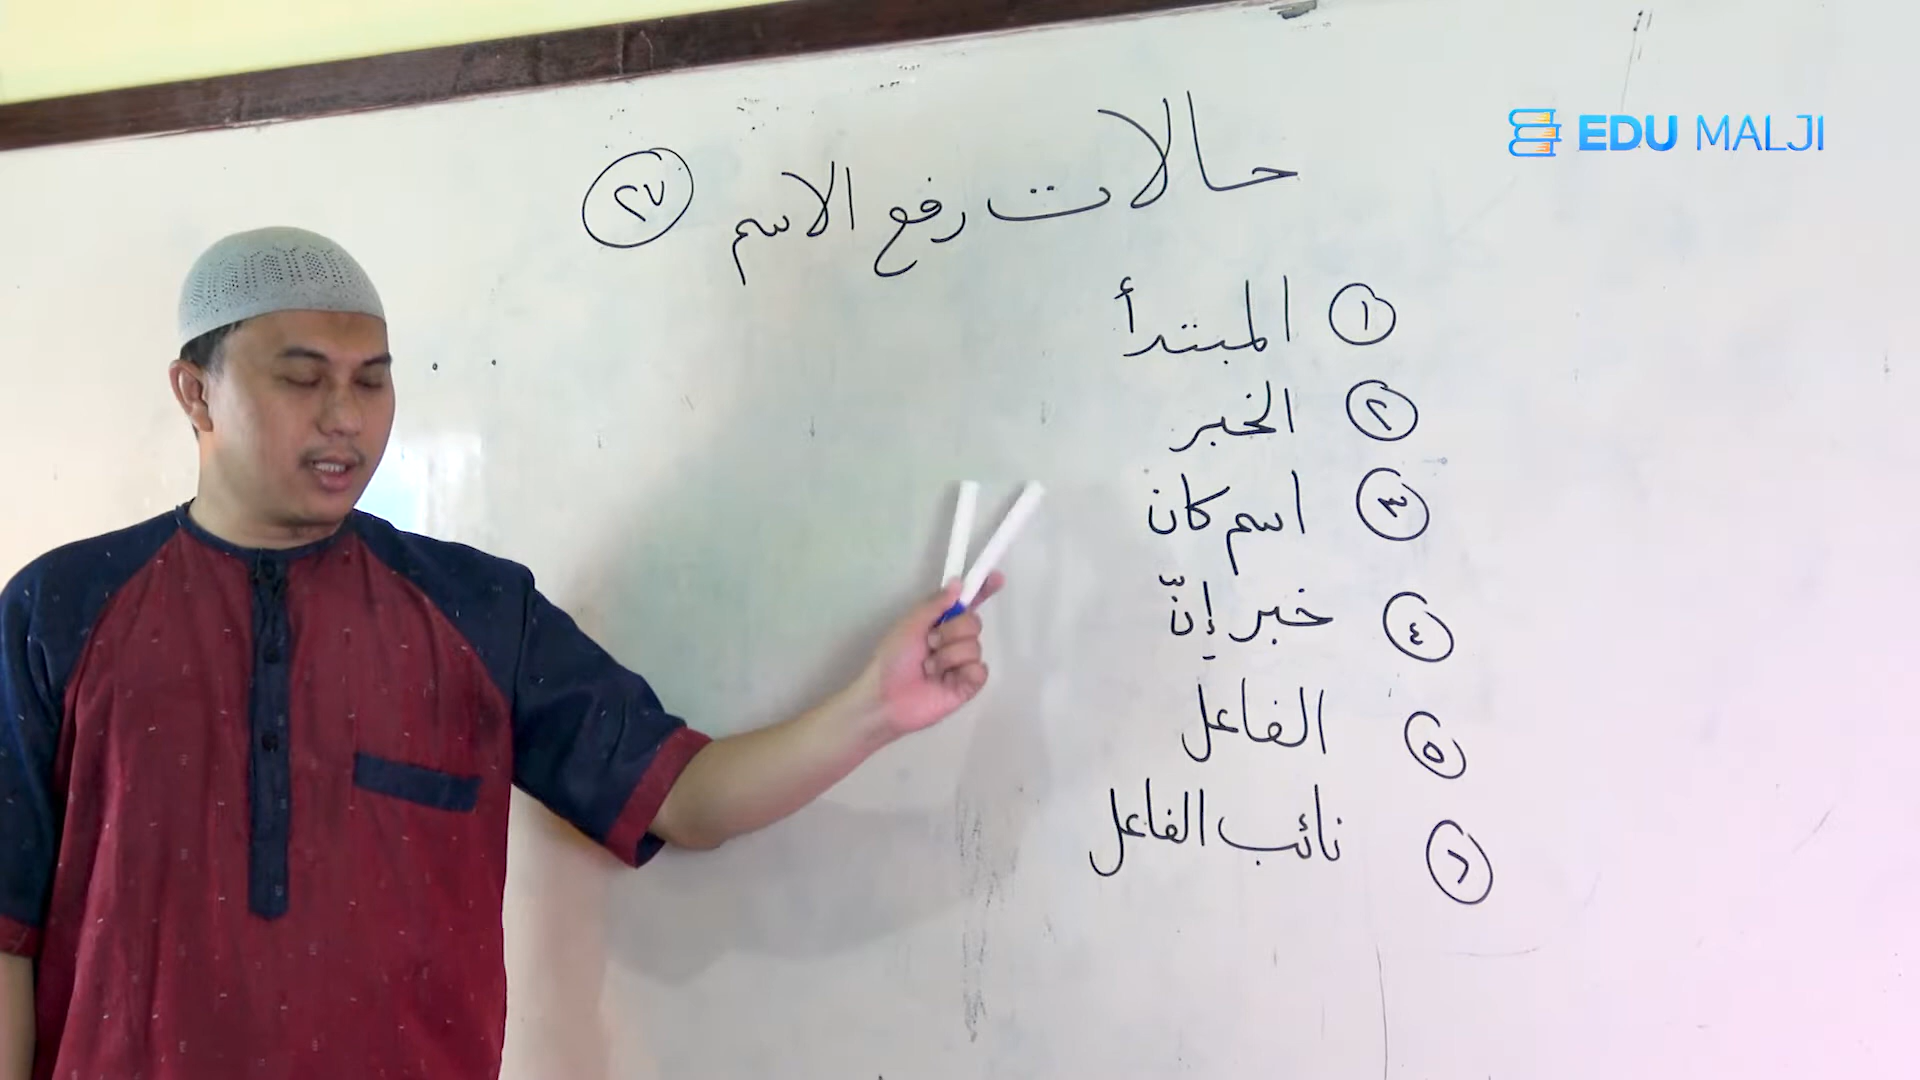 EDU MALJI
حالات رفع الاسم ٢٧
١ المبتدأ
٢ الخبر
٣ اسم كان
٤ خبر إنّ
٥ الفاعل
٦ نائب الفاعل